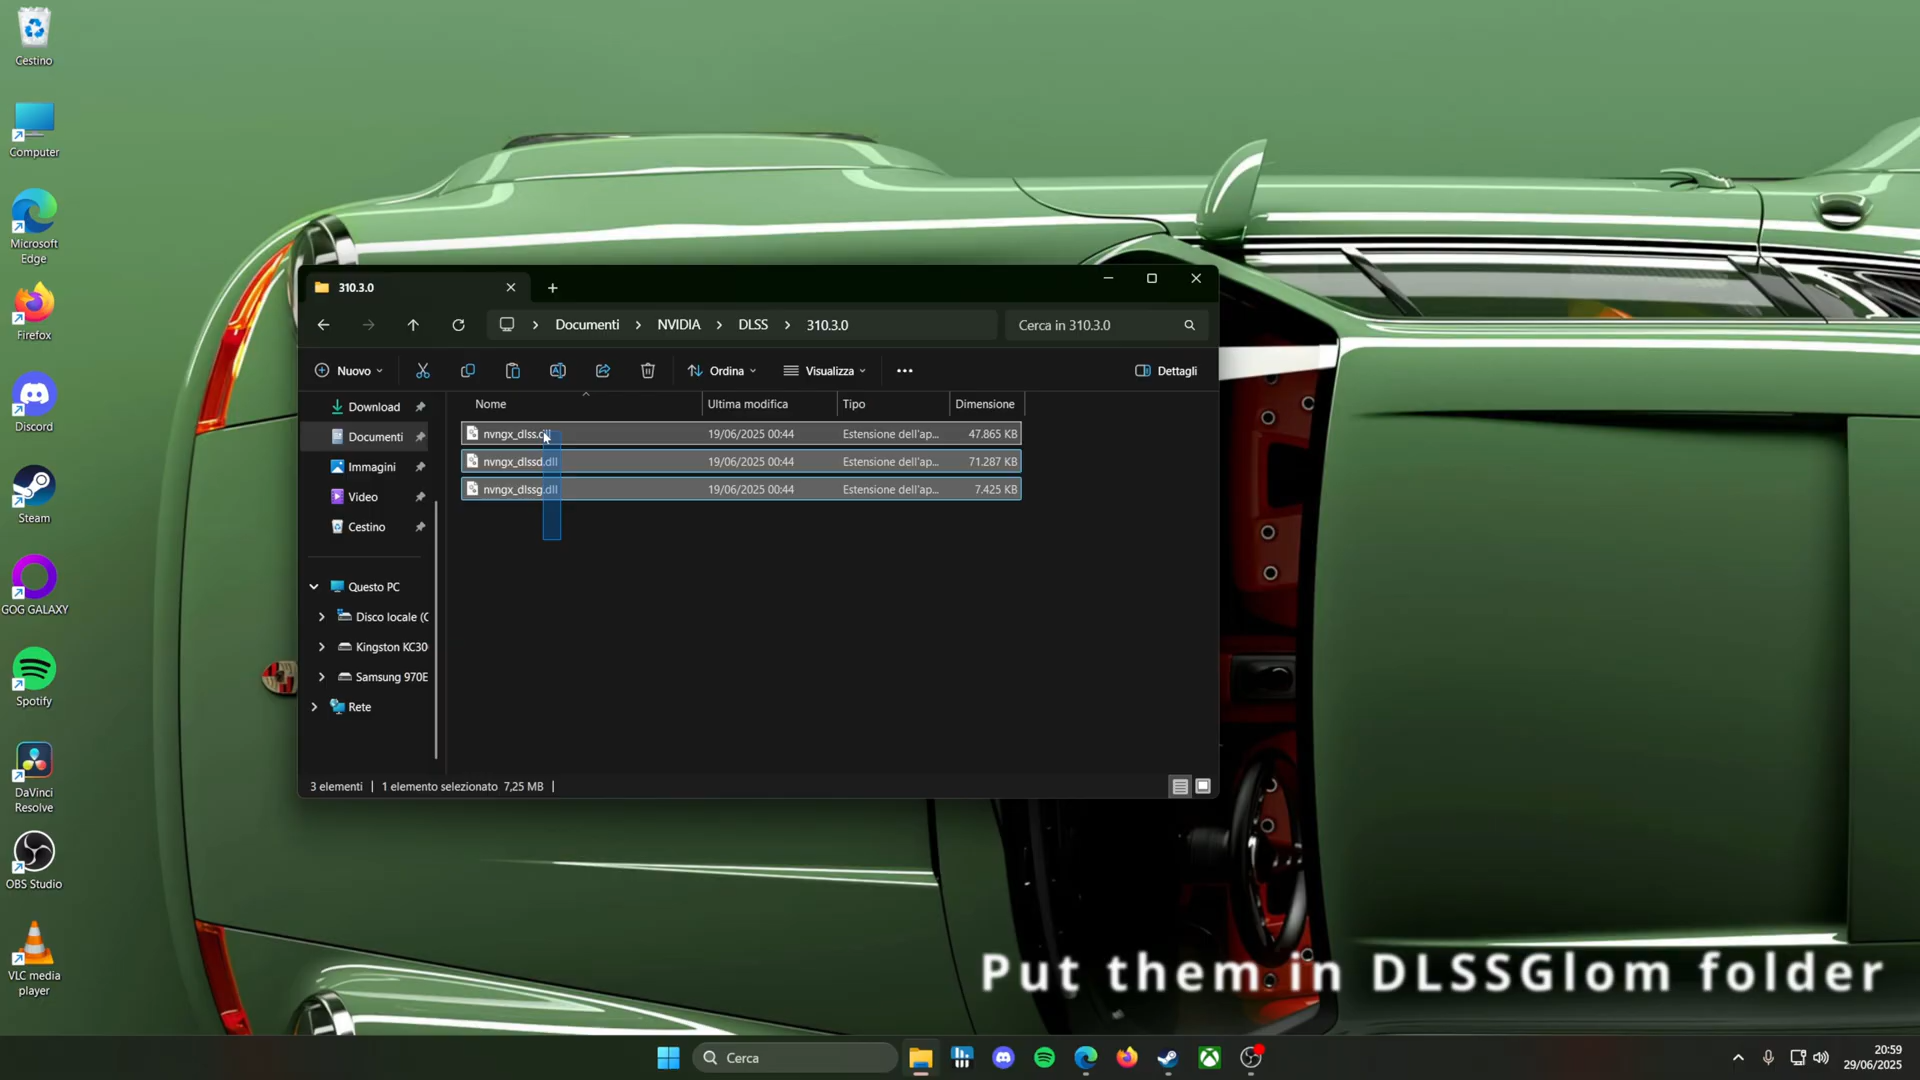 Cestino
Computer
Microsoft
Edge
Firefox
Discord
Steam
GOG GALAXY
Spotify
DaVinci
Resolve
OBS Studio
VLC media
player
310.3.0
Documenti
NVIDIA
DLSS
310.3.0
Cerca in 310.3.0
Nuovo
Ordina
Visualizza
Dettagli
Download
Documenti
Immagini
Video
Cestino
Questo PC
Disco locale (C
Kingston KC30
Samsung 970E
Rete
Nome Ultima modifica Tipo Dimensione
nvngx_dlss.dll 19/06/2025 00:44 Estensione dell'ap... 47.865 KB
nvngx_dlssd.dll 19/06/2025 00:44 Estensione dell'ap... 71.287 KB
nvngx_dlssg.dll 19/06/2025 00:44 Estensione dell'ap... 7.425 KB
3 elementi 1 elemento selezionato 7,25 MB
Put them in DLSSGlom folder
Cerca
20:59
29/06/2025